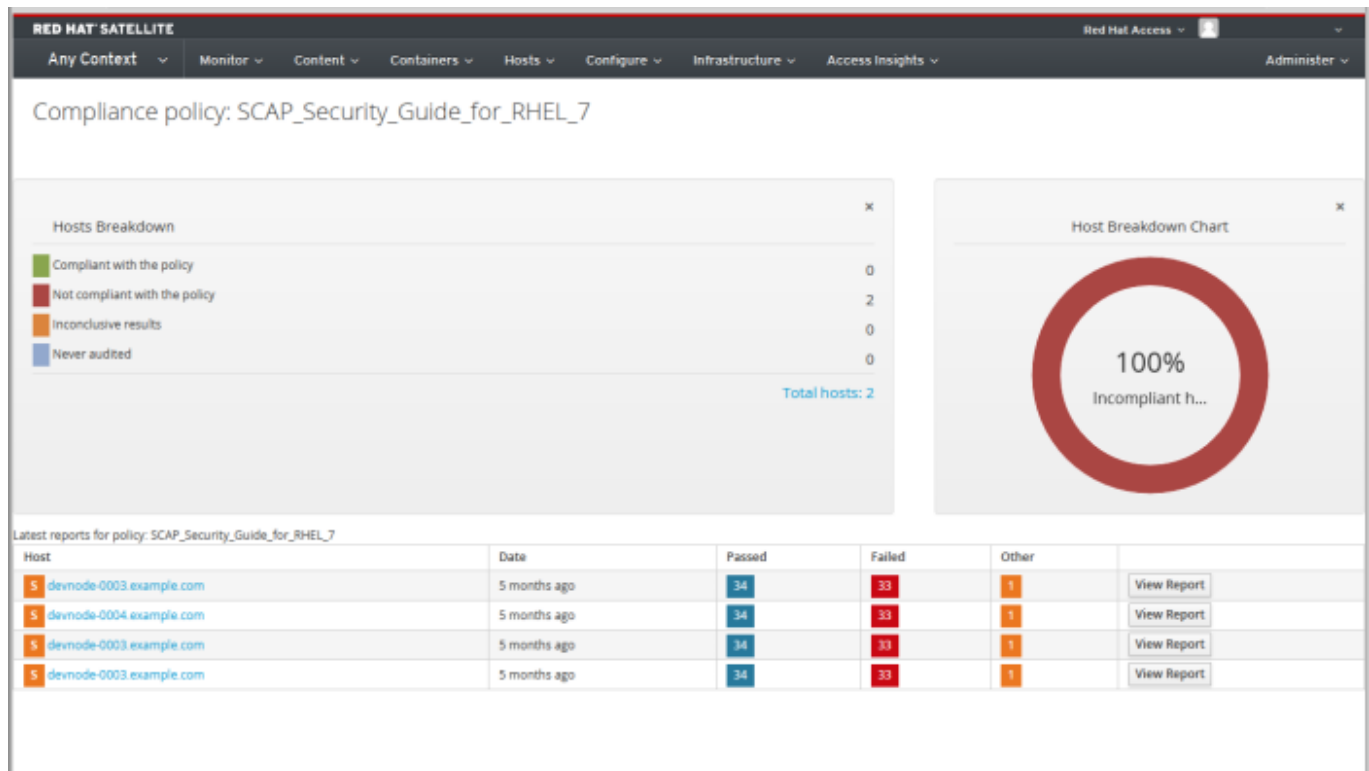 RED HAT SATELLITE
Red Hat Access
Any Context Monitor Content Containers Hosts Configure Infrastructure Access Insights Administer
Compliance policy: SCAP_Security_Guide_for_RHEL_7
Hosts Breakdown
Compliant with the policy 0
Not compliant with the policy 2
Inconclusive results 0
Never audited 0
Total hosts: 2
Host Breakdown Chart
100%
Incompliant h...
Latest reports for policy: SCAP_Security_Guide_for_RHEL_7
Host Date Passed Failed Other
S devnode-0003.example.com 5 months ago 34 33 1 View Report
S devnode-0004.example.com 5 months ago 34 33 1 View Report
S devnode-0003.example.com 5 months ago 34 33 1 View Report
S devnode-0003.example.com 5 months ago 34 33 1 View Report